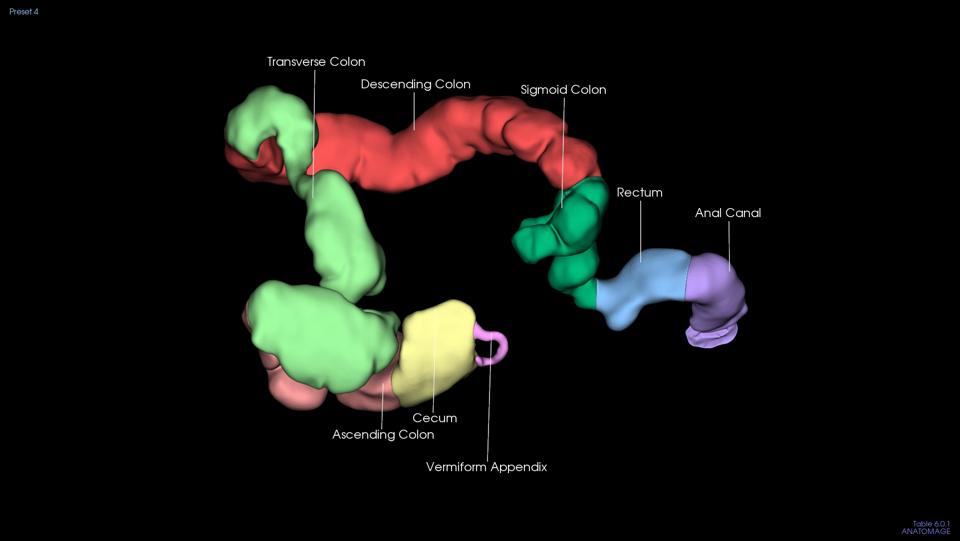 Preset 4
Transverse Colon
Descending Colon
Sigmoid Colon
Rectum
Anal Canal
Cecum
Ascending Colon
Vermiform Appendix
Table 6.0.1
ANATOMAGE